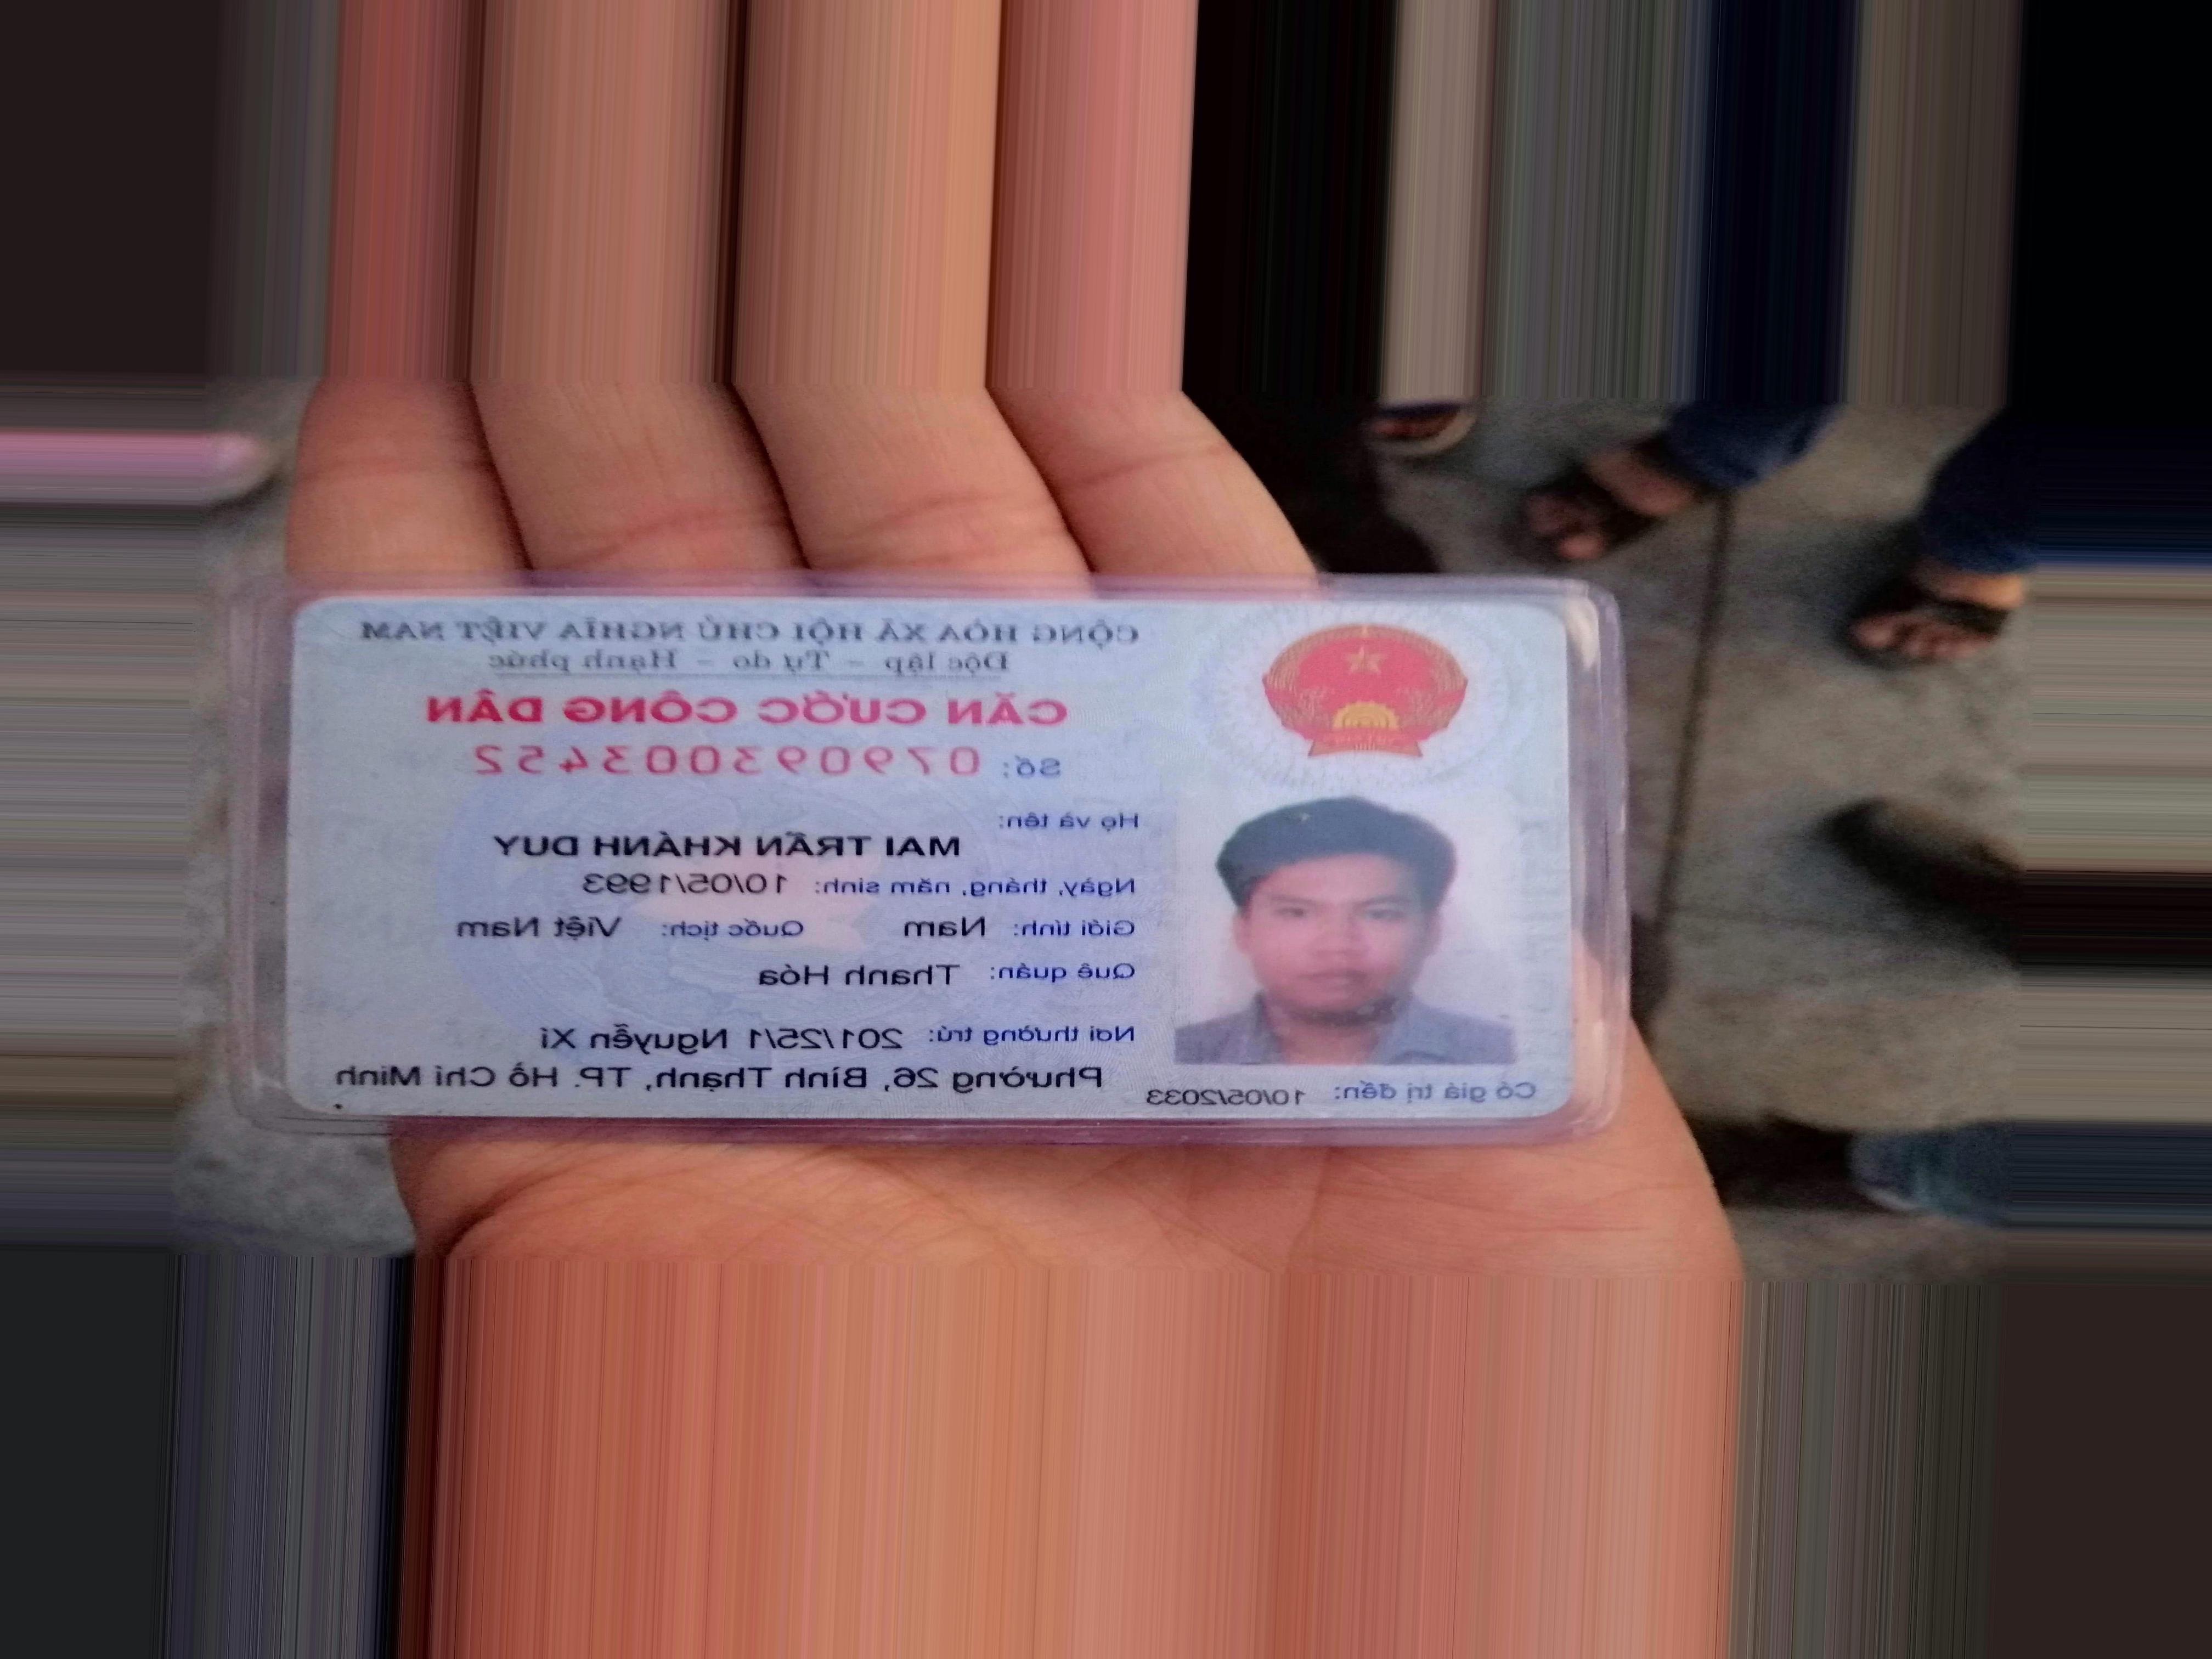 CỘNG HÒA XÃ HỘI CHỦ NGHĨA VIỆT NAM
Độc lập - Tự do - Hạnh phúc
CĂN CƯỚC CÔNG DÂN
Số: 079093003452
Họ và tên:
MAI TRẦN KHÁNH DUY
Ngày, tháng, năm sinh: 10/05/1993
Giới tính: Nam Quốc tịch: Việt Nam
Quê quán: Thanh Hóa
Nơi thường trú: 201/25/1 Nguyễn Xí
Phường 26, Bình Thạnh, TP. Hồ Chí Minh
Có giá trị đến: 10/05/2033